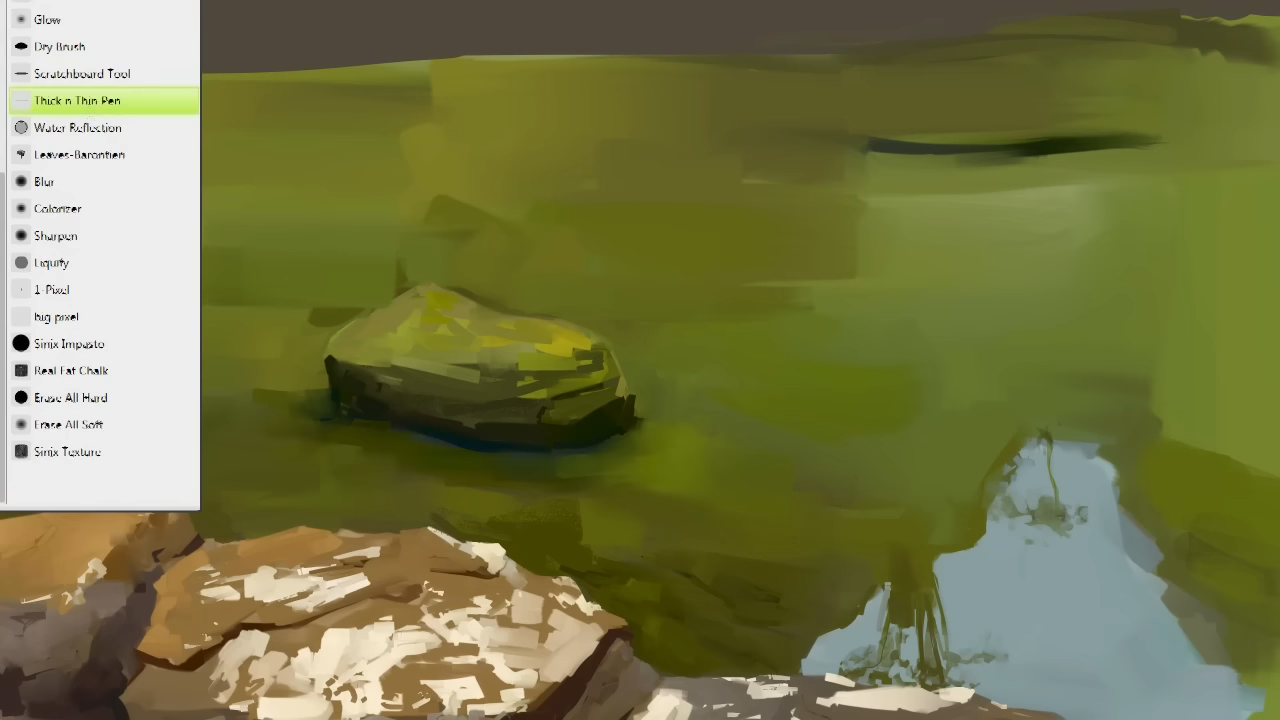 Glow
Dry Brush
Scratchboard Tool
Thick n Thin Pen
Water Reflection
Leaves-Barontieri
Blur
Colorizer
Sharpen
Liquify
1-Pixel
big pixel
Sinix Impasto
Real Fat Chalk
Erase All Hard
Erase All Soft
Sinix Texture